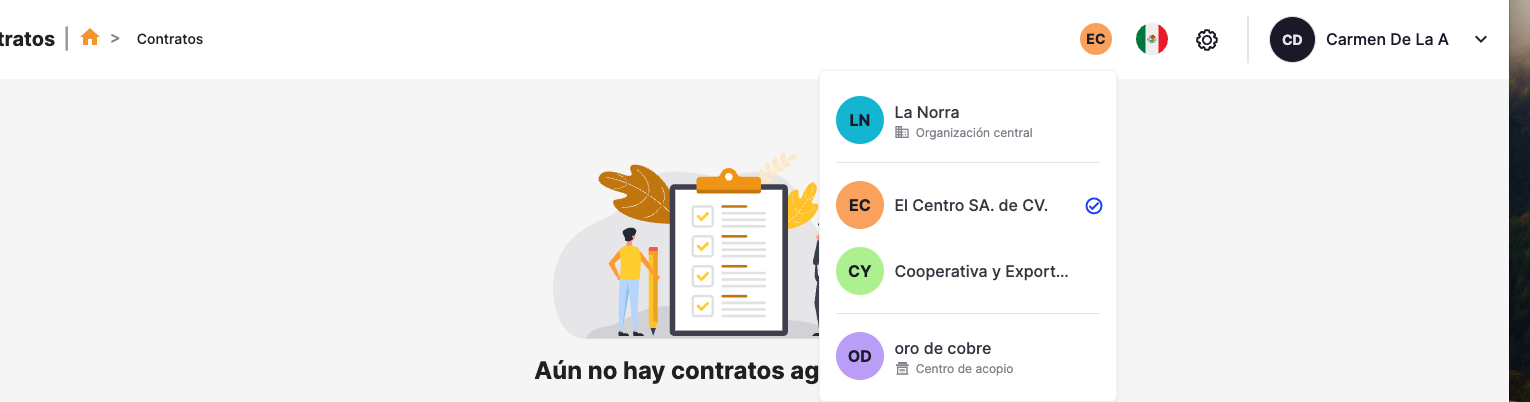 tratos
> Contratos
EC
CD
Carmen De La A
LN
La Norra
Organización central
EC
El Centro SA. de CV.
CY
Cooperativa y Export...
OD
oro de cobre
Centro de acopio
Aún no hay contratos ag